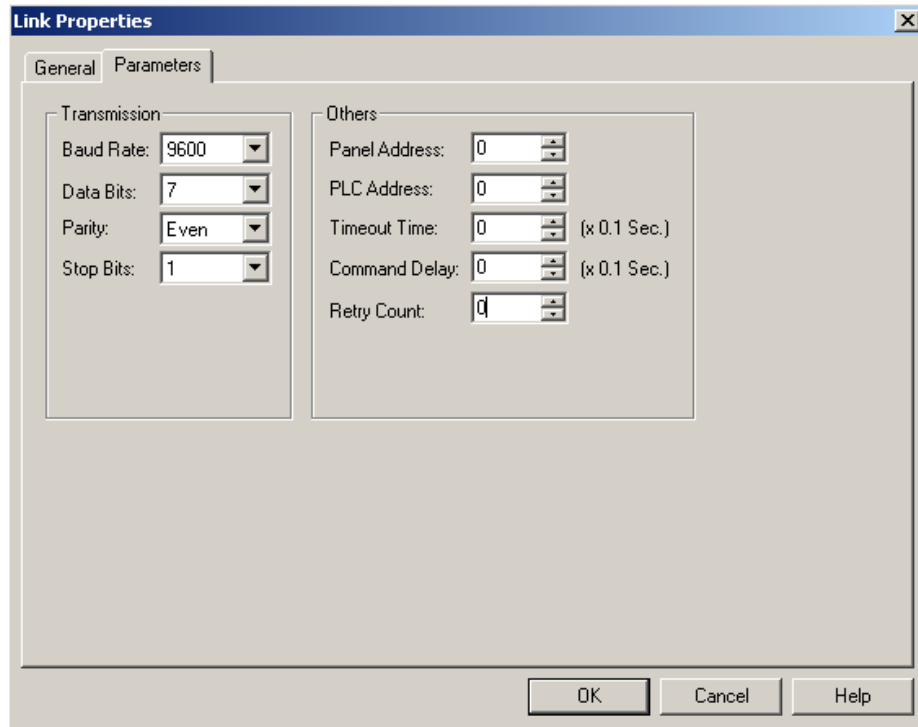 Link Properties
General Parameters
Transmission
Baud Rate: 9600
Data Bits: 7
Parity: Even
Stop Bits: 1
Others
Panel Address: 0
PLC Address: 0
Timeout Time: 0 (x 0.1 Sec.)
Command Delay: 0 (x 0.1 Sec.)
Retry Count: 0
OK Cancel Help